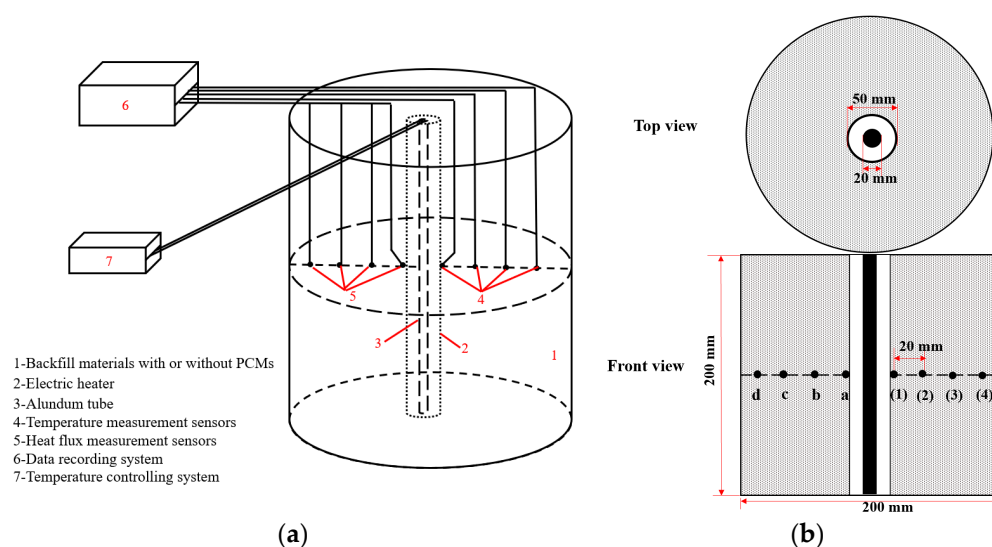 6
7
5
4
3
2
1
1-Backfill materials with or without PCMs
2-Electric heater
3-Alundum tube
4-Temperature measurement sensors
5-Heat flux measurement sensors
6-Data recording system
7-Temperature controlling system
(a)
Top view
50 mm
20 mm
Front view
200 mm
20 mm
d c b a (1) (2) (3) (4)
200 mm
(b)